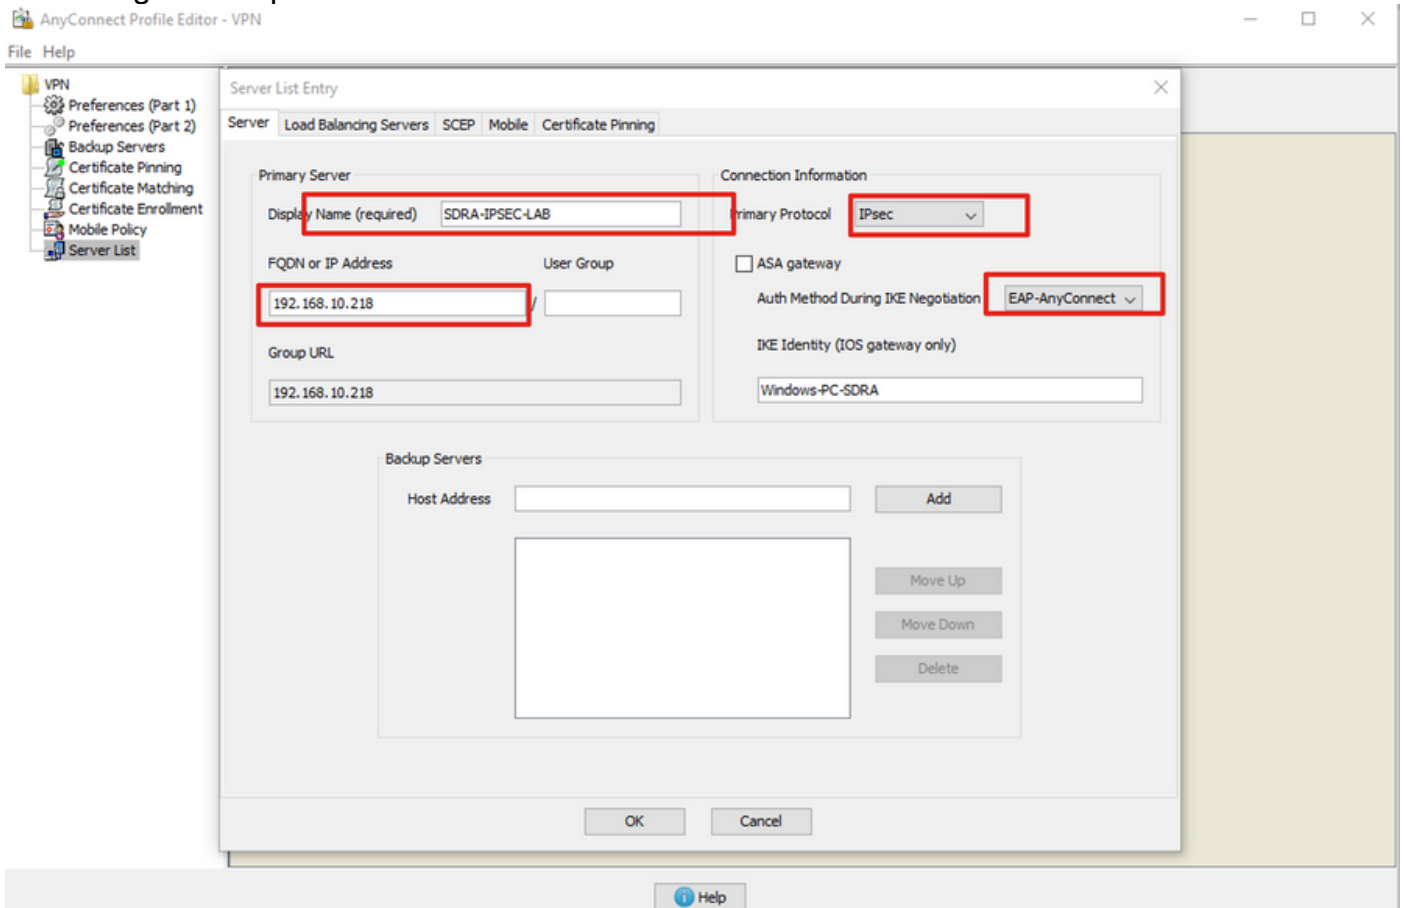 AnyConnect Profile Editor - VPN
File Help
VPN
Preferences (Part 1)
Preferences (Part 2)
Backup Servers
Certificate Pinning
Certificate Matching
Certificate Enrollment
Mobile Policy
Server List
Server List Entry
Server Load Balancing Servers SCEP Mobile Certificate Pinning
Primary Server
Display Name (required) SDRA-IPSEC-LAB
FQDN or IP Address User Group
192.168.10.218 /
Group URL
192.168.10.218
Connection Information
Primary Protocol IPsec
ASA gateway
Auth Method During IKE Negotiation EAP-AnyConnect
IKE Identity (IOS gateway only)
Windows-PC-SDRA
Backup Servers
Host Address Add
Move Up
Move Down
Delete
OK Cancel
Help